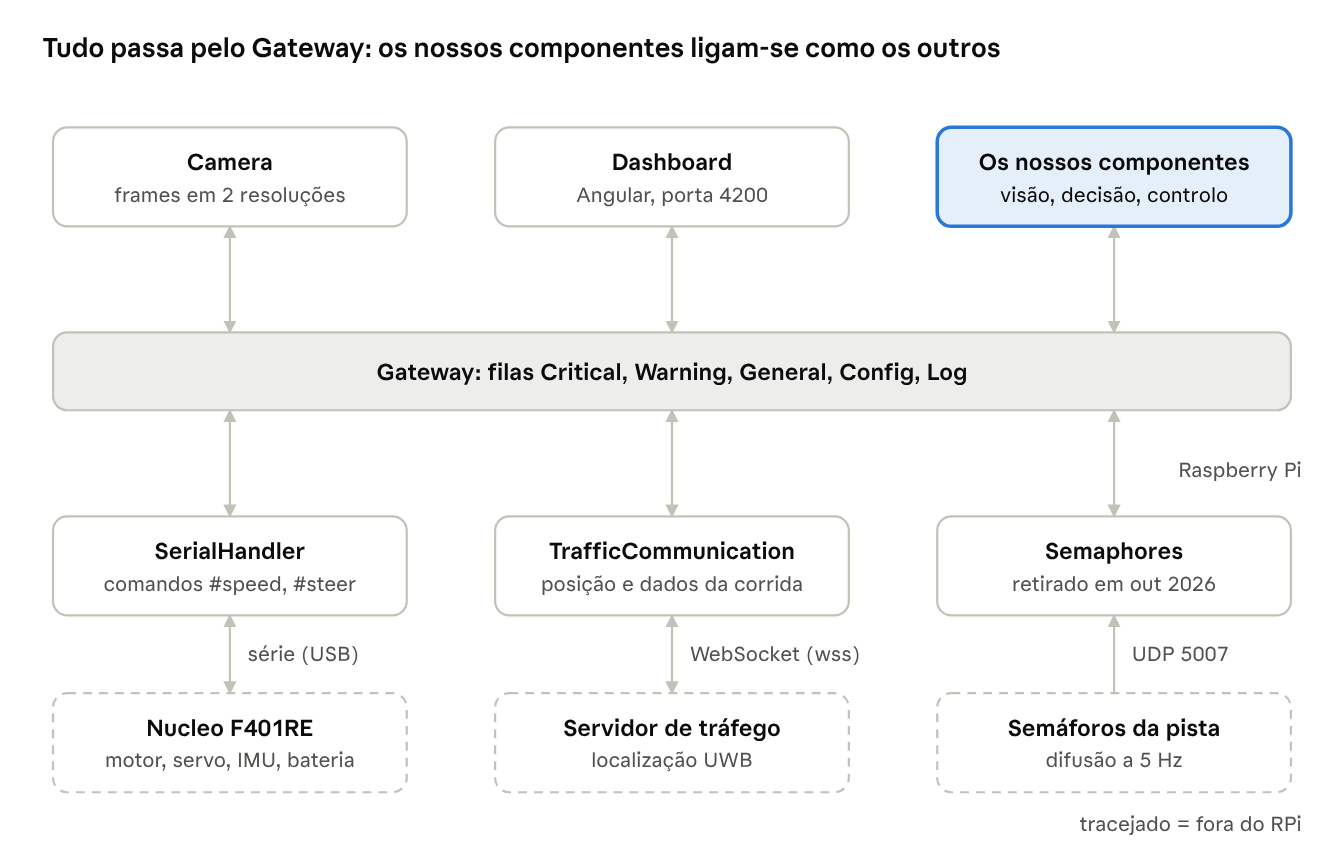 Tudo passa pelo Gateway: os nossos componentes ligam-se como os outros
Camera
frames em 2 resoluções
Dashboard
Angular, porta 4200
Os nossos componentes
visão, decisão, controlo
Gateway: filas Critical, Warning, General, Config, Log
Raspberry Pi
SerialHandler
comandos #speed, #steer
TrafficCommunication
posição e dados da corrida
Semaphores
retirado em out 2026
série (USB)
WebSocket (wss)
UDP 5007
Nucleo F401RE
motor, servo, IMU, bateria
Servidor de tráfego
localização UWB
Semáforos da pista
difusão a 5 Hz
tracejado = fora do RPi